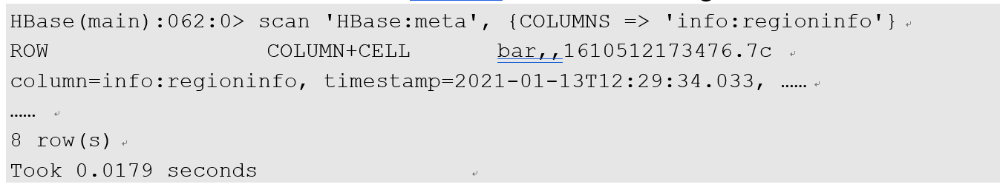 HBase(main):062:0> scan 'HBase:meta', {COLUMNS => 'info:regioninfo'}
ROW                    COLUMN+CELL       bar,,1610512173476.7c
column=info:regioninfo, timestamp=2021-01-13T12:29:34.033, ……
……
8 row(s)
Took 0.0179 seconds